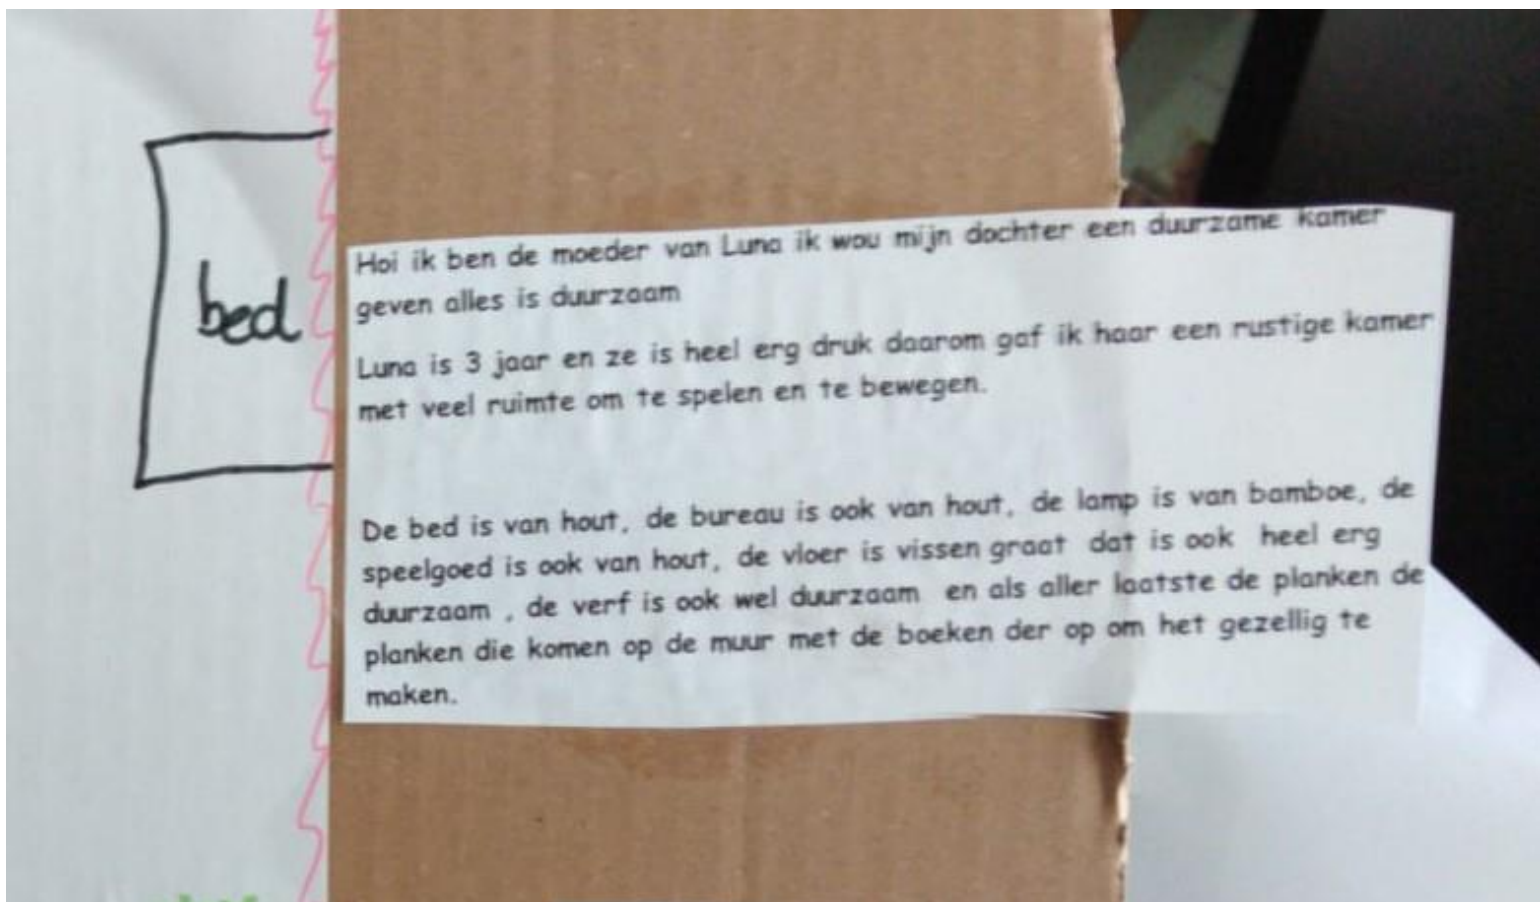 bed
Hoi ik ben de moeder van Luna ik wou mijn dochter een duurzame kamer
geven alles is duurzaam
Luna is 3 jaar en ze is heel erg druk daarom gaf ik haar een rustige kamer
met veel ruimte om te spelen en te bewegen.
De bed is van hout, de bureau is ook van hout, de lamp is van bamboe, de
speelgoed is ook van hout, de vloer is vissen graat dat is ook heel erg
duurzaam , de verf is ook wel duurzaam en als aller laatste de planken de
planken die komen op de muur met de boeken der op om het gezellig te
maken.